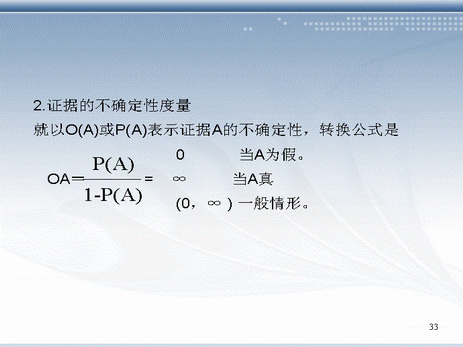 2.证据的不确定性度量
就以O(A)或P(A)表示证据A的不确定性，转换公式是
0 当A为假。
OA=P(A)/1-P(A)= ∞ 当A真
(0，∞ ) 一般情形。
33